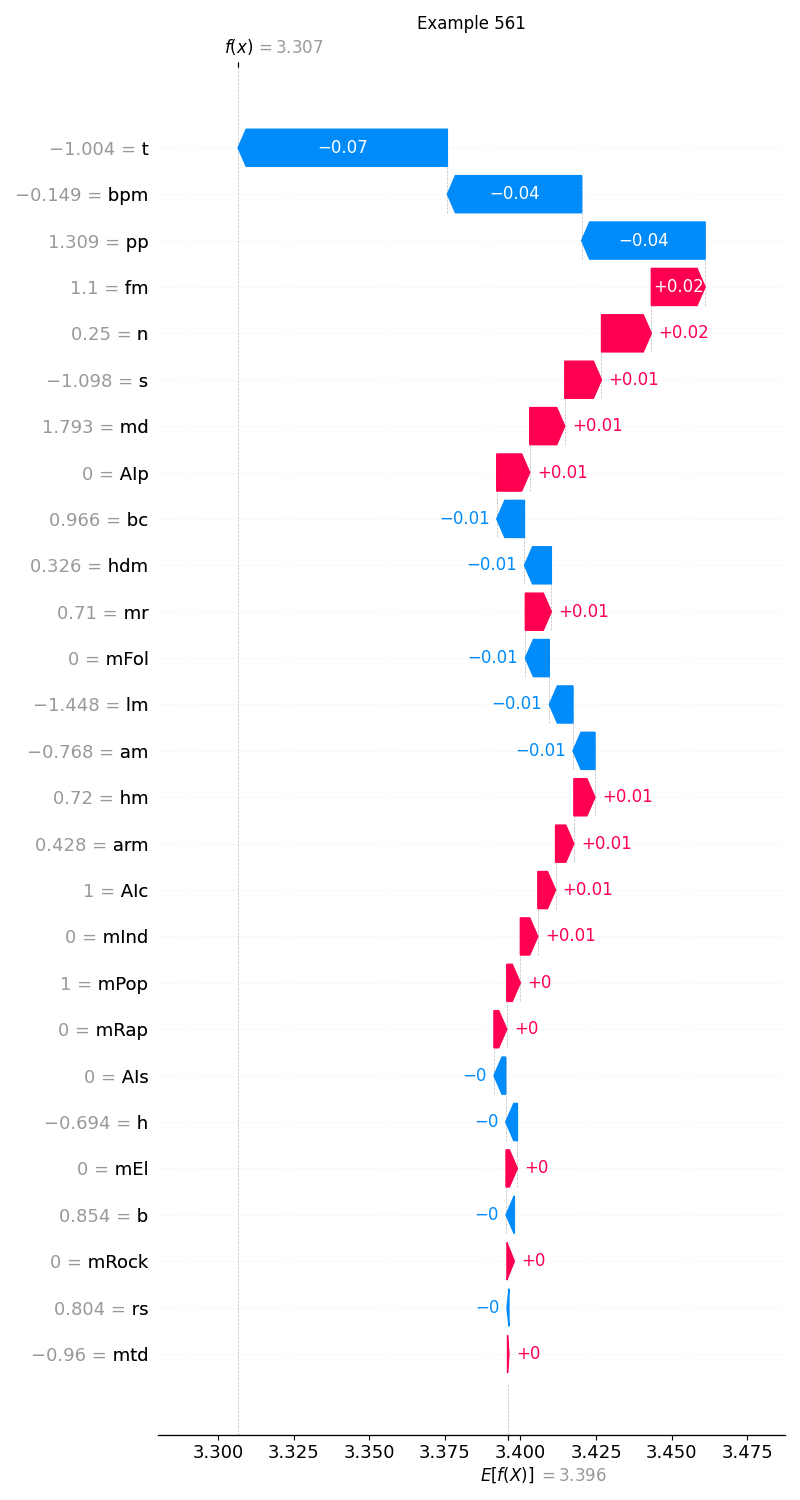 Example 561
f(x) = 3.307
−1.004 = t −0.07
−0.149 = bpm −0.04
1.309 = pp −0.04
1.1 = fm +0.02
0.25 = n +0.02
−1.098 = s +0.01
1.793 = md +0.01
0 = AIp +0.01
0.966 = bc −0.01
0.326 = hdm −0.01
0.71 = mr +0.01
0 = mFol −0.01
−1.448 = lm −0.01
−0.768 = am −0.01
0.72 = hm +0.01
0.428 = arm +0.01
1 = AIc +0.01
0 = mInd +0.01
1 = mPop +0
0 = mRap +0
0 = AIs −0
−0.694 = h −0
0 = mEl +0
0.854 = b −0
0 = mRock +0
0.804 = rs −0
−0.96 = mtd +0
3.300 3.325 3.350 3.375 3.400 3.425 3.450 3.475
E[f(X)] = 3.396